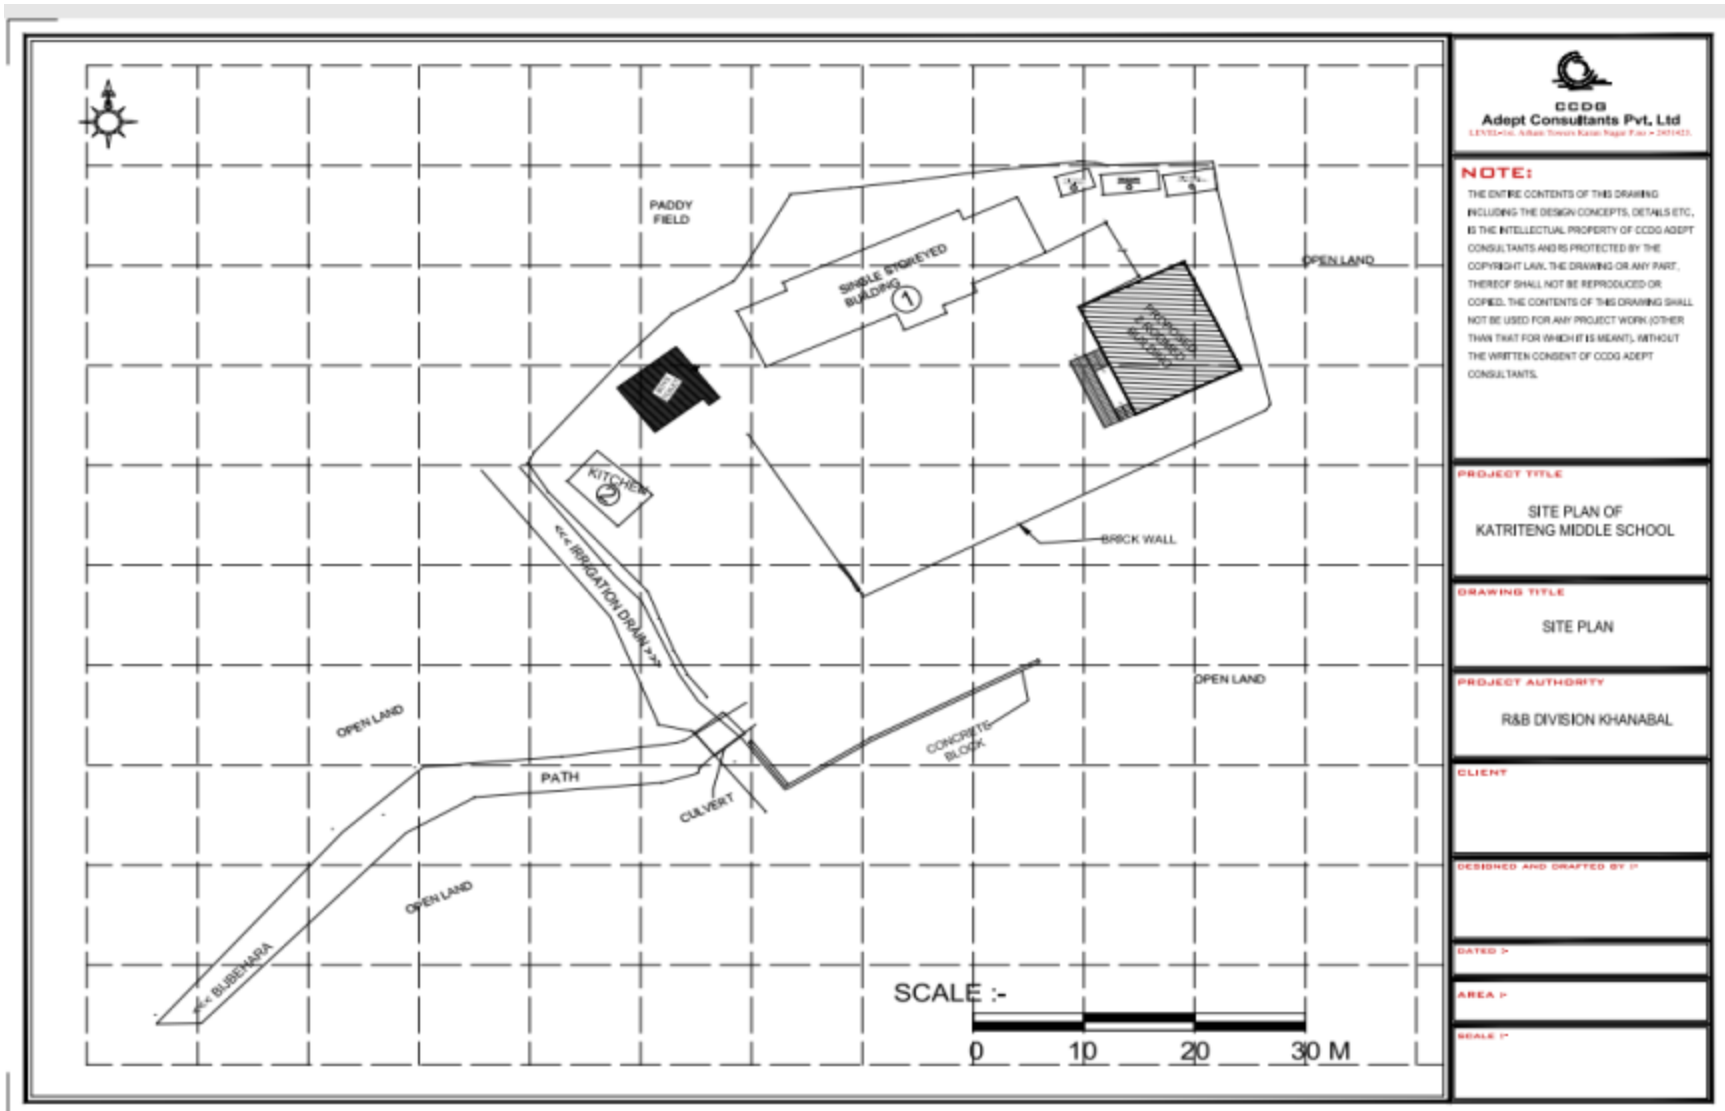 PADDY
FIELD
OPEN LAND
SINGLE STOREYED
BUILDING
1
PROPOSED
2 ROOMED
BUILDING
KITCHEN
2
<<< IRRIGATION DRAIN >>>
BRICK WALL
OPEN LAND
OPEN LAND
CONCRETE
BLOCK
PATH
CULVERT
OPEN LAND
<<< BIJBEHARA
SCALE :-
0 10 20 30 M
CCDG
Adept Consultants Pvt. Ltd
NOTE:
THE ENTIRE CONTENTS OF THIS DRAWING
INCLUDING THE DESIGN CONCEPTS, DETAILS ETC,
IS THE INTELLECTUAL PROPERTY OF CCDG ADEPT
CONSULTANTS AND IS PROTECTED BY THE
COPYRIGHT LAW. THE DRAWING OR ANY PART,
THEREOF SHALL NOT BE REPRODUCED OR
COPIED. THE CONTENTS OF THIS DRAWING SHALL
NOT BE USED FOR ANY PROJECT WORK (OTHER
THAN THAT FOR WHICH IT IS MEANT), WITHOUT
THE WRITTEN CONSENT OF CCDG ADEPT
CONSULTANTS.
PROJECT TITLE
SITE PLAN OF
KATRITENG MIDDLE SCHOOL
DRAWING TITLE
SITE PLAN
PROJECT AUTHORITY
R&B DIVISION KHANABAL
CLIENT
DESIGNED AND DRAFTED BY :-
DATED :-
AREA :-
SCALE :-